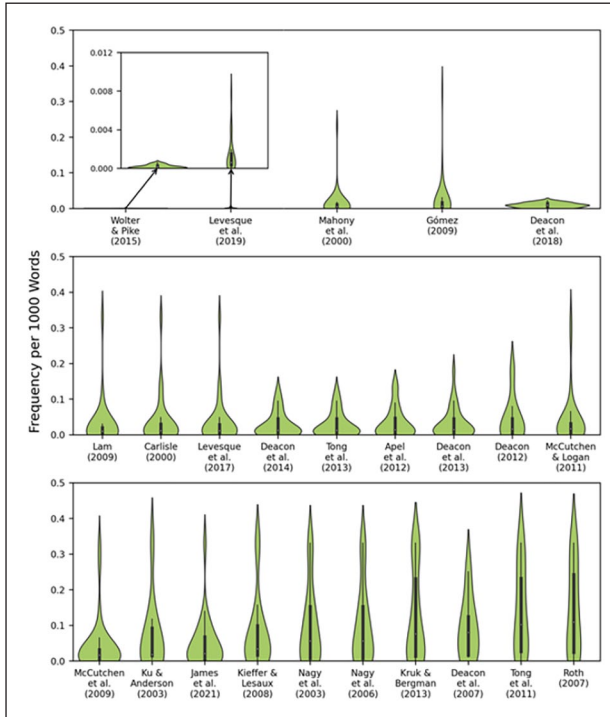 0.5
0.4
0.3
0.2
0.1
0.0
0.012
0.008
0.004
0.000
Wolter & Pike (2015)
Levesque et al. (2019)
Mahony et al. (2000)
Gómez (2009)
Deacon et al. (2018)
Frequency per 1000 Words
0.5
0.4
0.3
0.2
0.1
0.0
Lam (2009)
Carlisle (2000)
Levesque et al. (2017)
Deacon et al. (2014)
Tong et al. (2013)
Apel et al. (2012)
Deacon et al. (2013)
Deacon (2012)
McCutchen & Logan (2011)
0.5
0.4
0.3
0.2
0.1
0.0
McCutchen et al. (2009)
Ku & Anderson (2003)
James et al. (2021)
Kieffer & Lesaux (2008)
Nagy et al. (2003)
Nagy et al. (2006)
Kruk & Bergman (2013)
Deacon et al. (2007)
Tong et al. (2011)
Roth (2007)